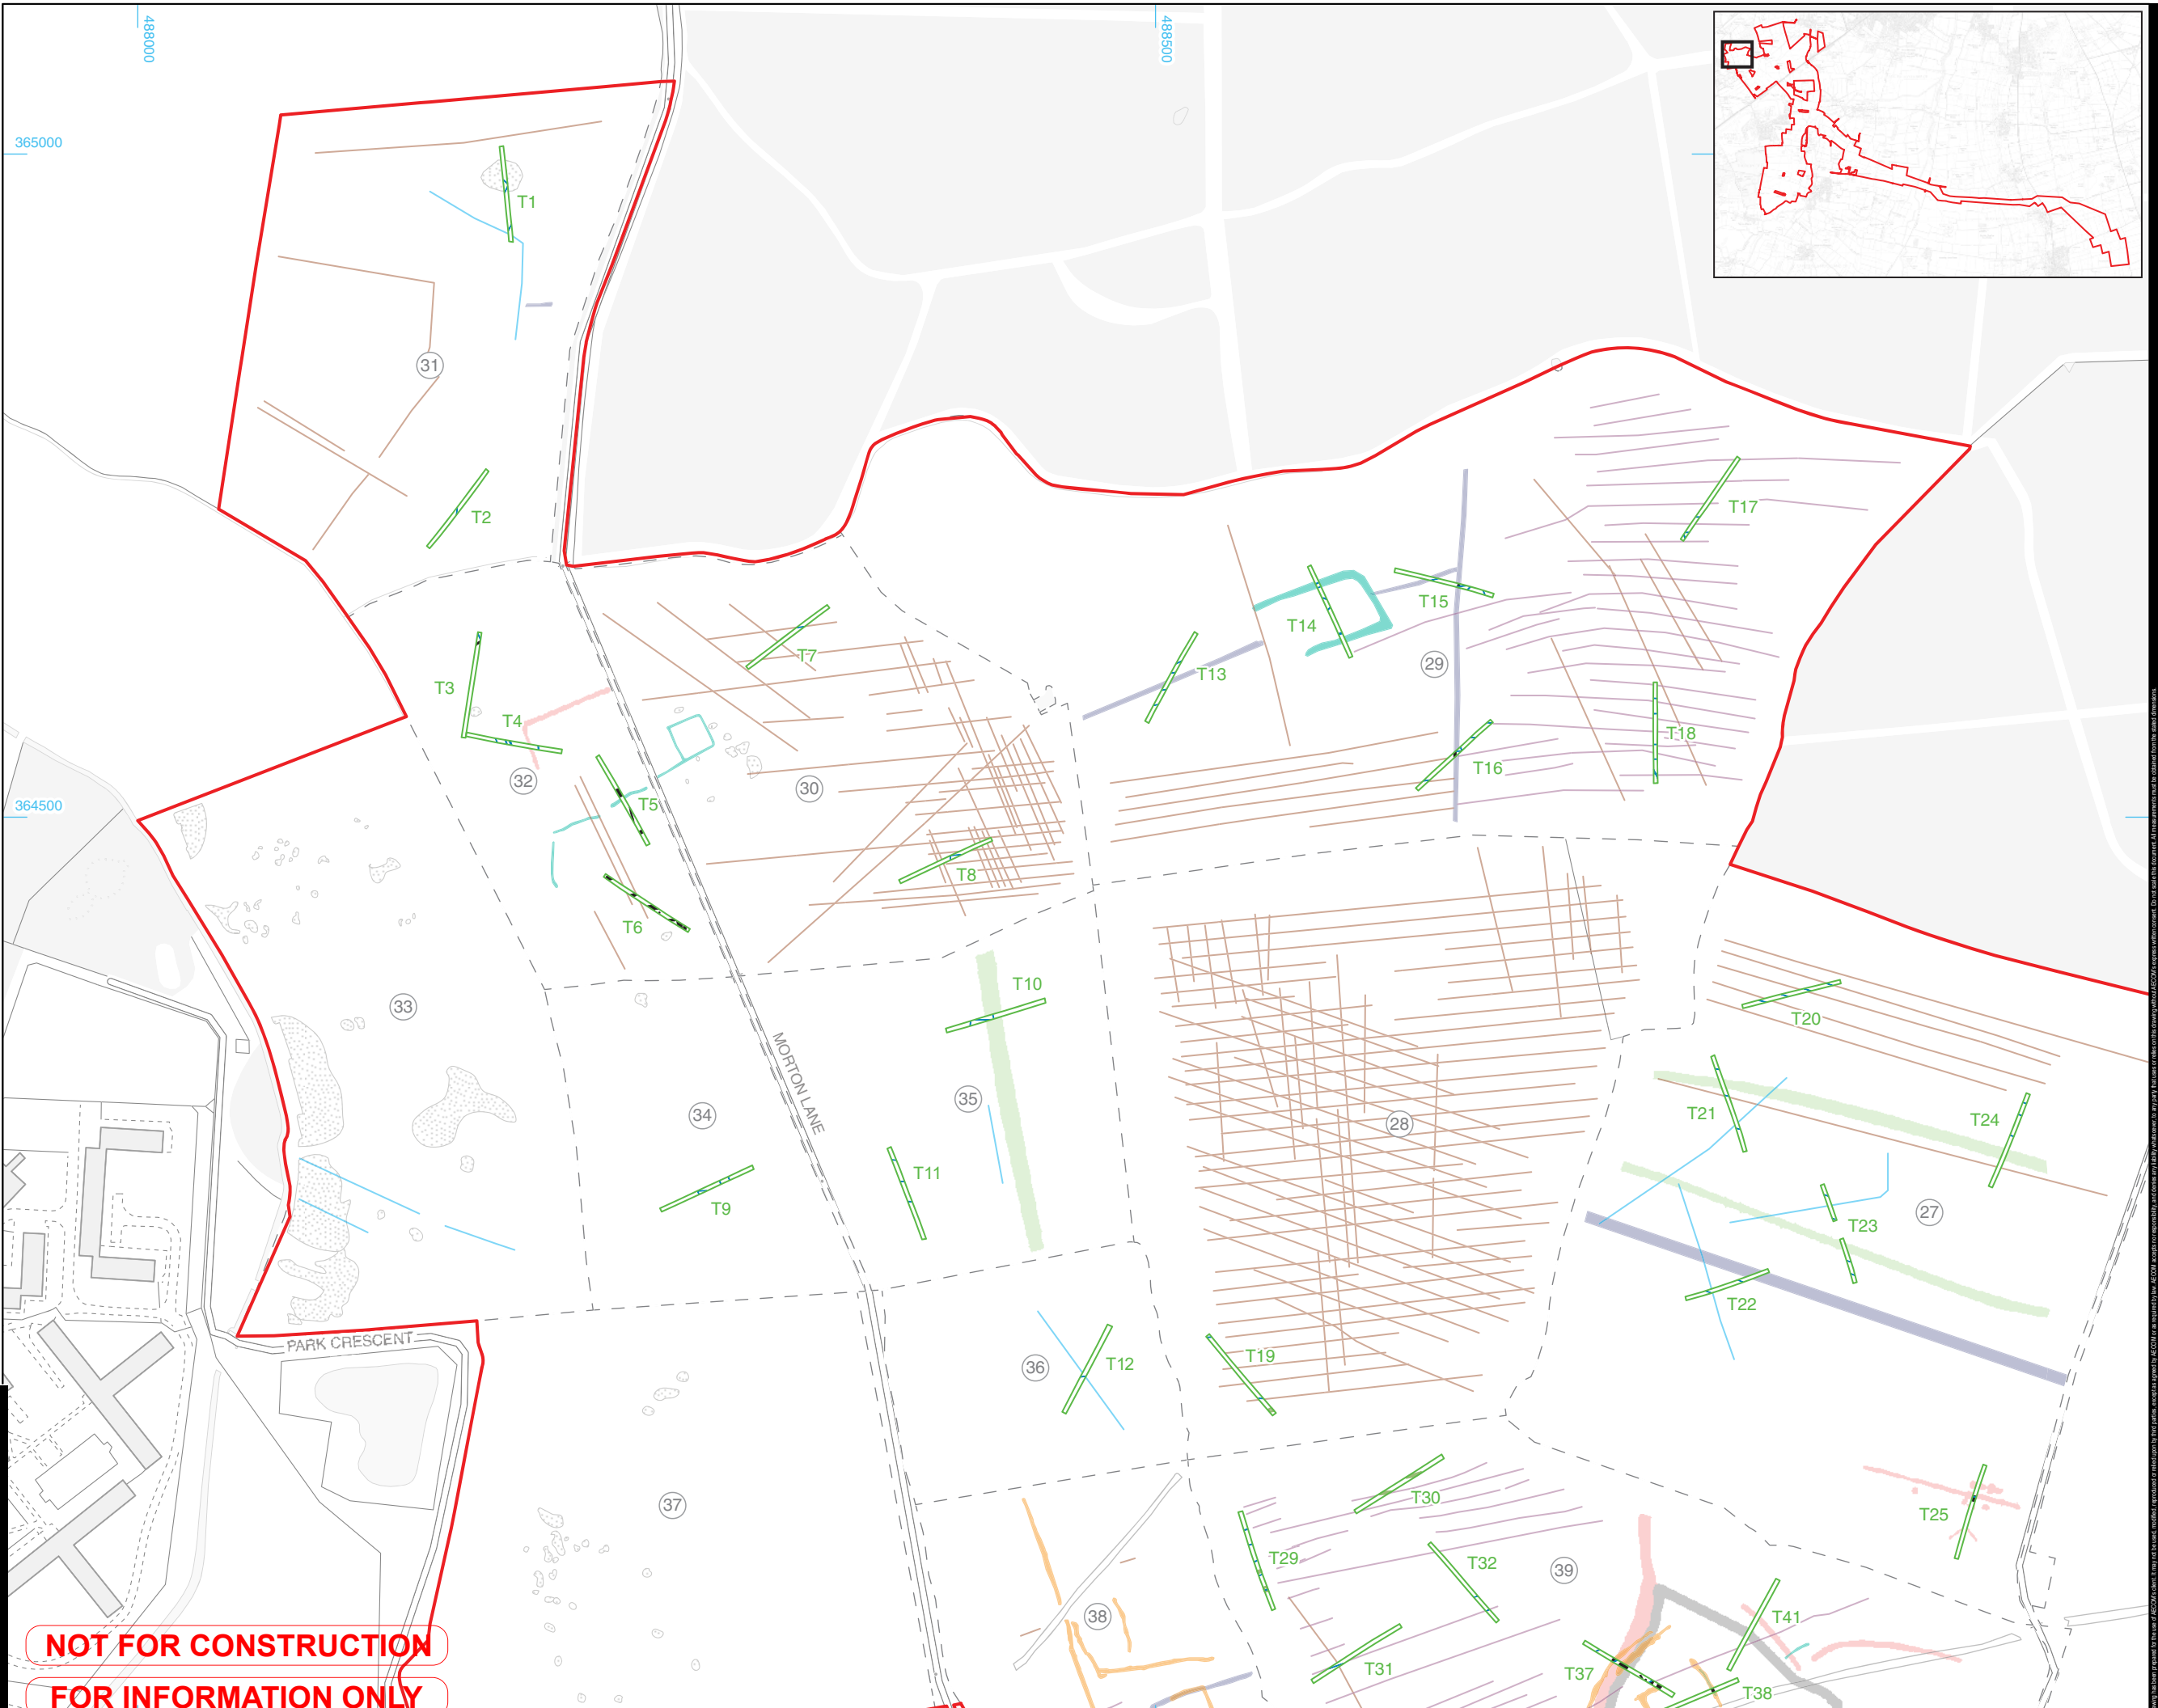 488000
488500
365000
T1
31
T2
T17
T7
T15
T14
T3
T13
29
T4
T18
T16
32
30
T5
364500
T8
T6
T10
33
T20
MORTON LANE
35
34
28
T21
T24
T11
T9
T23
27
T22
PARK CRESCENT
T19
36
T12
T30
37
T25
T29
T32
39
38
T41
NOT FOR CONSTRUCTION
T31
T37
T38
FOR INFORMATION ONLY